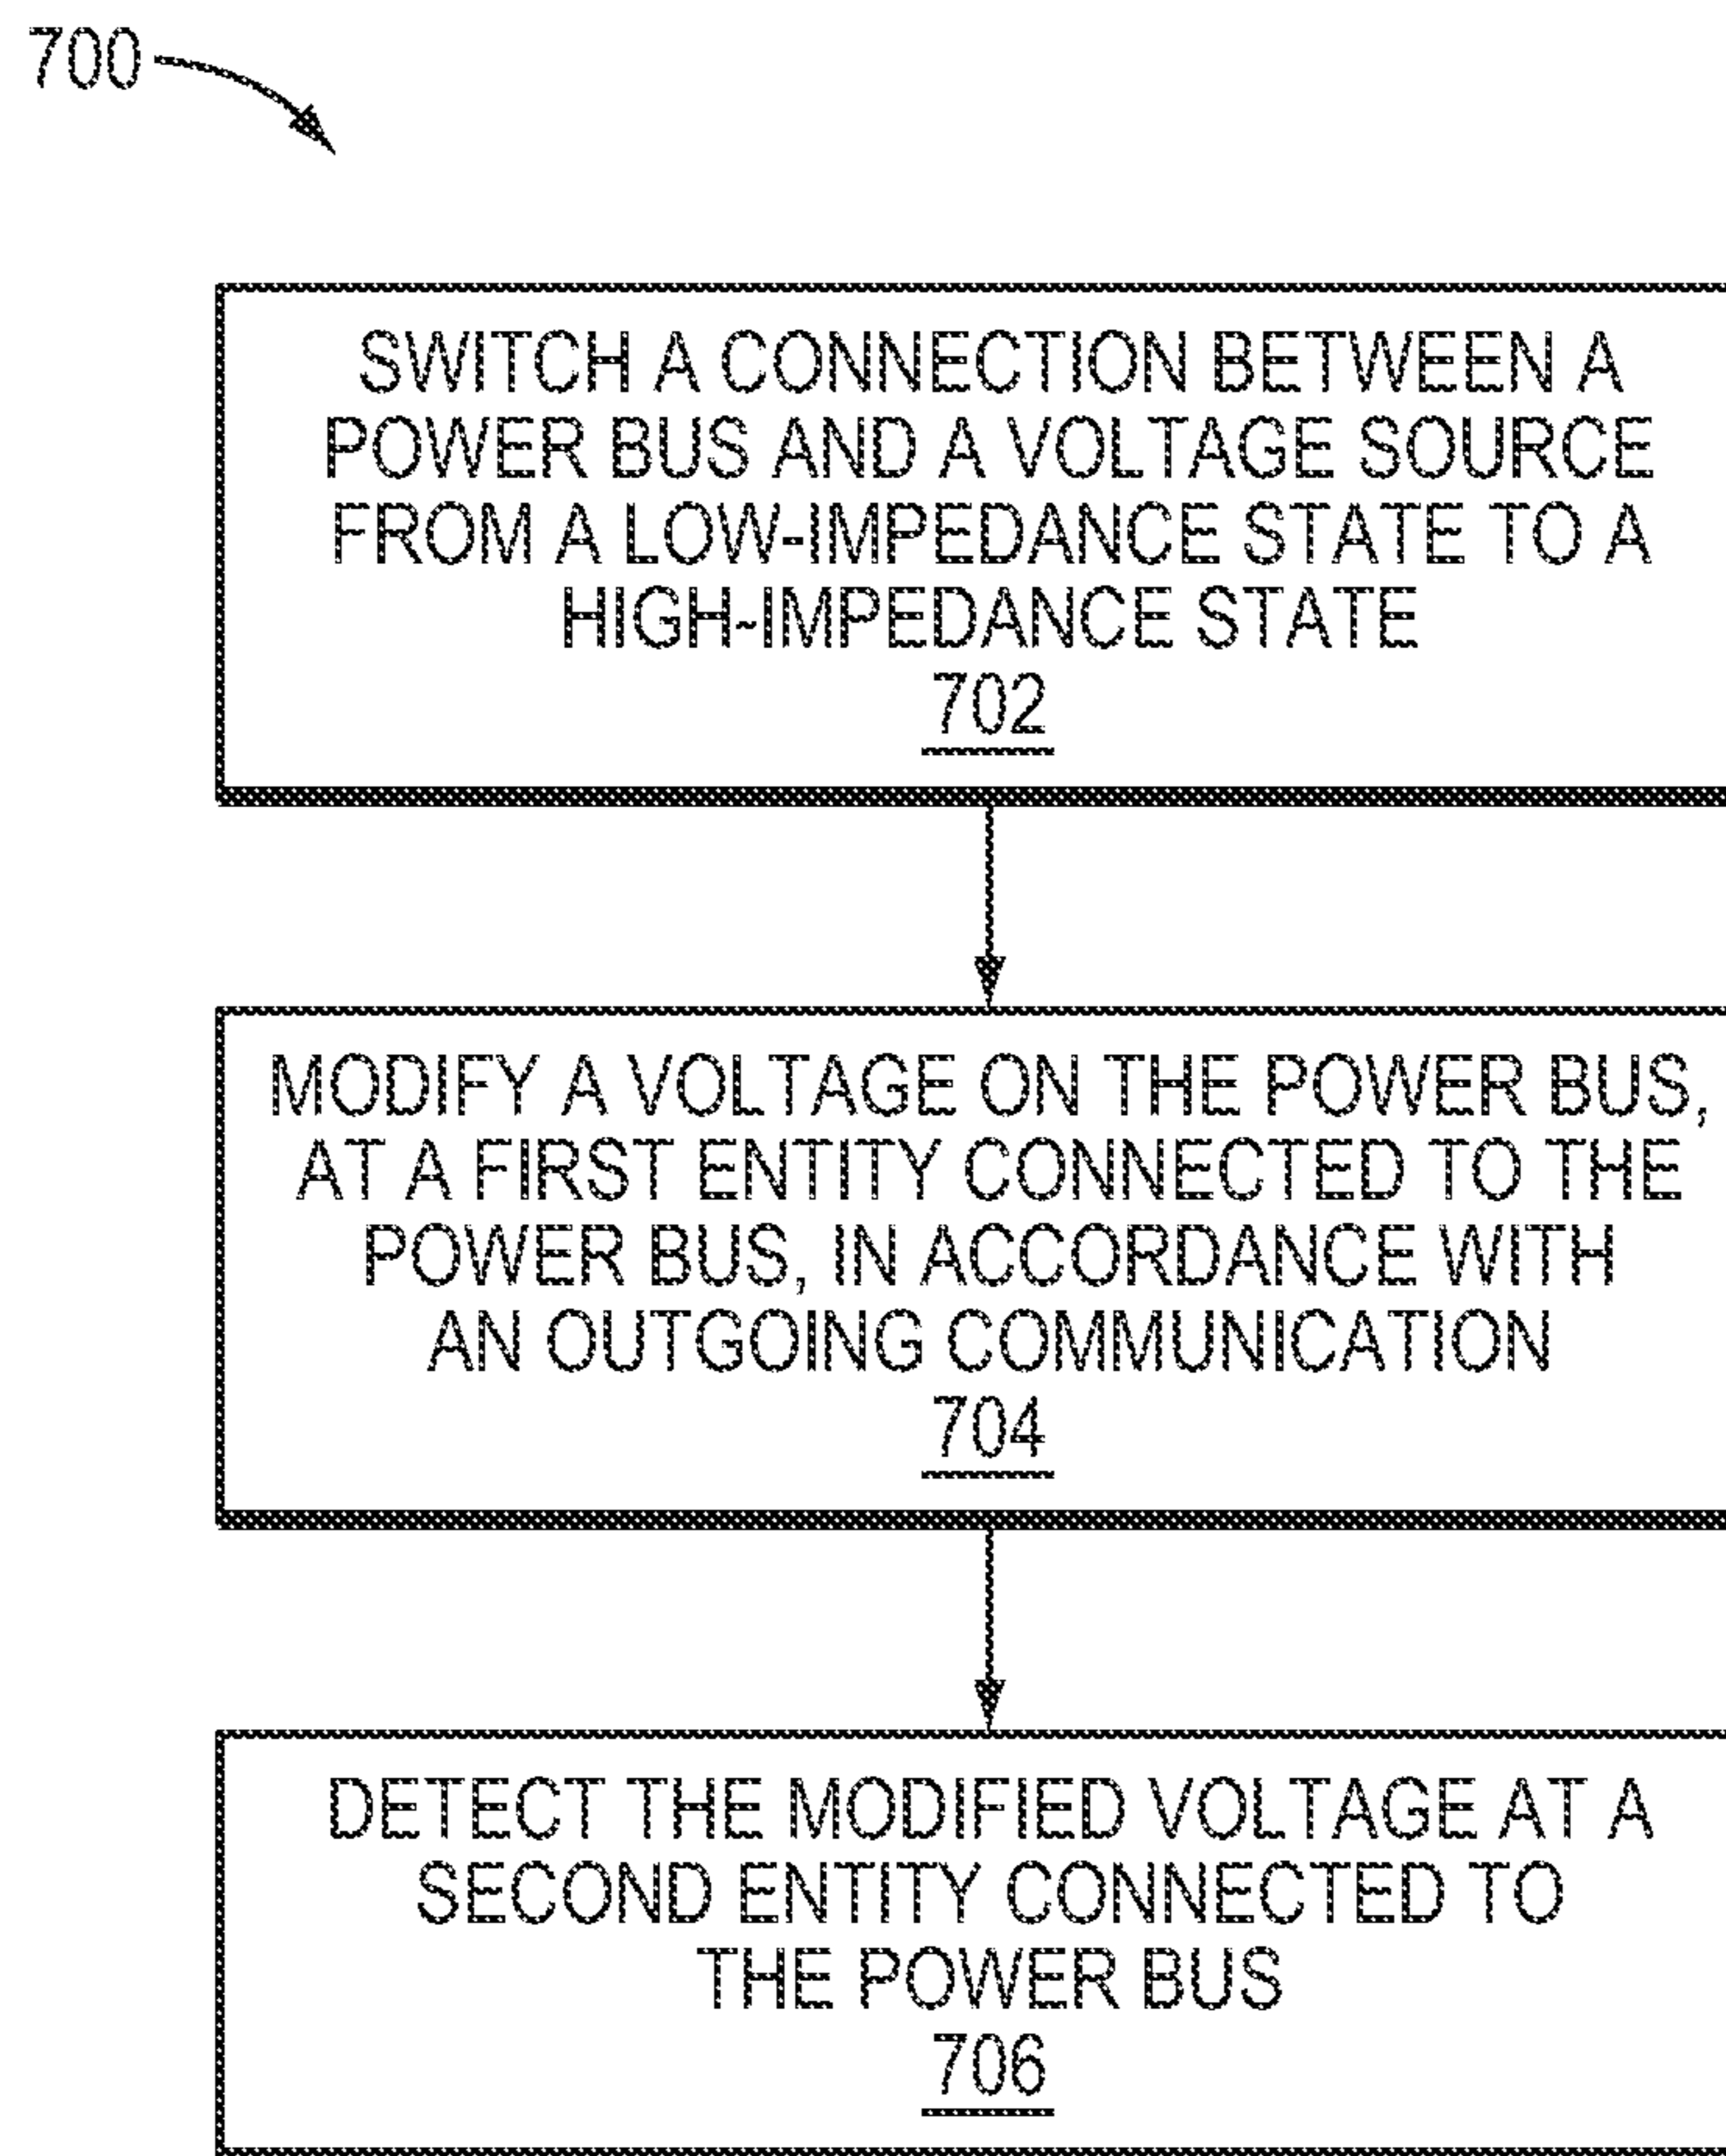 700
SWITCH A CONNECTION BETWEEN A
POWER BUS AND A VOLTAGE SOURCE
FROM A LOW-IMPEDANCE STATE TO A
HIGH-IMPEDANCE STATE
702
MODIFY A VOLTAGE ON THE POWER BUS,
AT A FIRST ENTITY CONNECTED TO THE
POWER BUS, IN ACCORDANCE WITH
AN OUTGOING COMMUNICATION
704
DETECT THE MODIFIED VOLTAGE AT A
SECOND ENTITY CONNECTED TO
THE POWER BUS
706